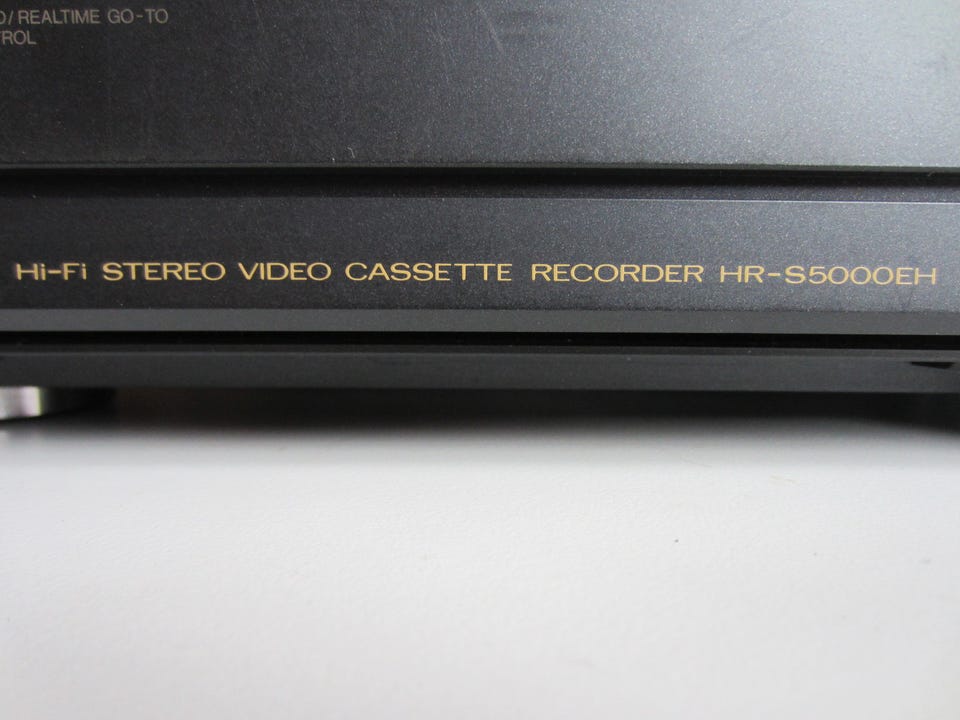 /REALTIME GO-TO
Hi-Fi STEREO VIDEO CASSETTE RECORDER HR-S5000EH